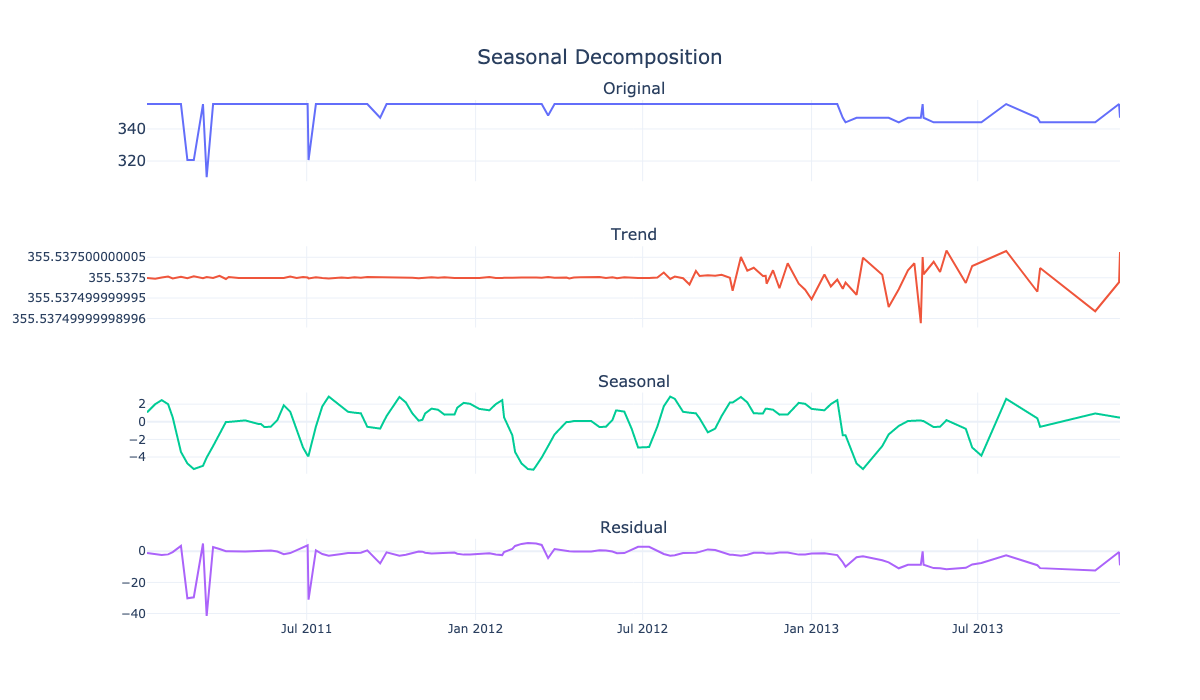 Seasonal Decomposition
Original
340
320
Trend
355.537500000005
355.5375
355.537499999995
355.53749999998996
Seasonal
2
0
−2
−4
Residual
0
−20
−40
Jul 2011
Jan 2012
Jul 2012
Jan 2013
Jul 2013